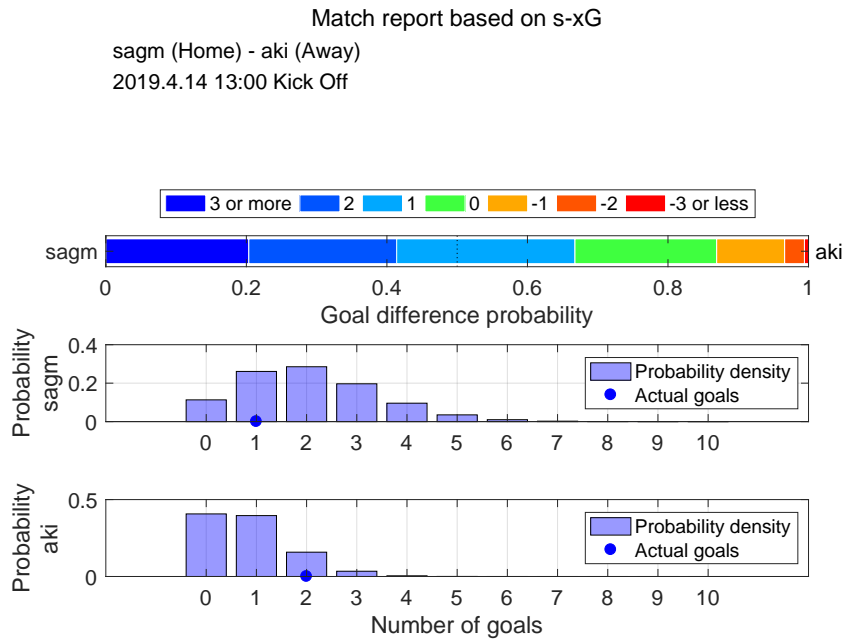 Match report based on s-xG
sagm (Home) - aki (Away)
2019.4.14 13:00 Kick Off
3 or more 2 1 0 -1 -2 -3 or less
sagm aki
0 0.2 0.4 0.6 0.8 1
Goal difference probability
Probability
sagm
0.4
0.2
0
Probability density
Actual goals
0 1 2 3 4 5 6 7 8 9 10
Probability
aki
0.5
0
Probability density
Actual goals
0 1 2 3 4 5 6 7 8 9 10
Number of goals